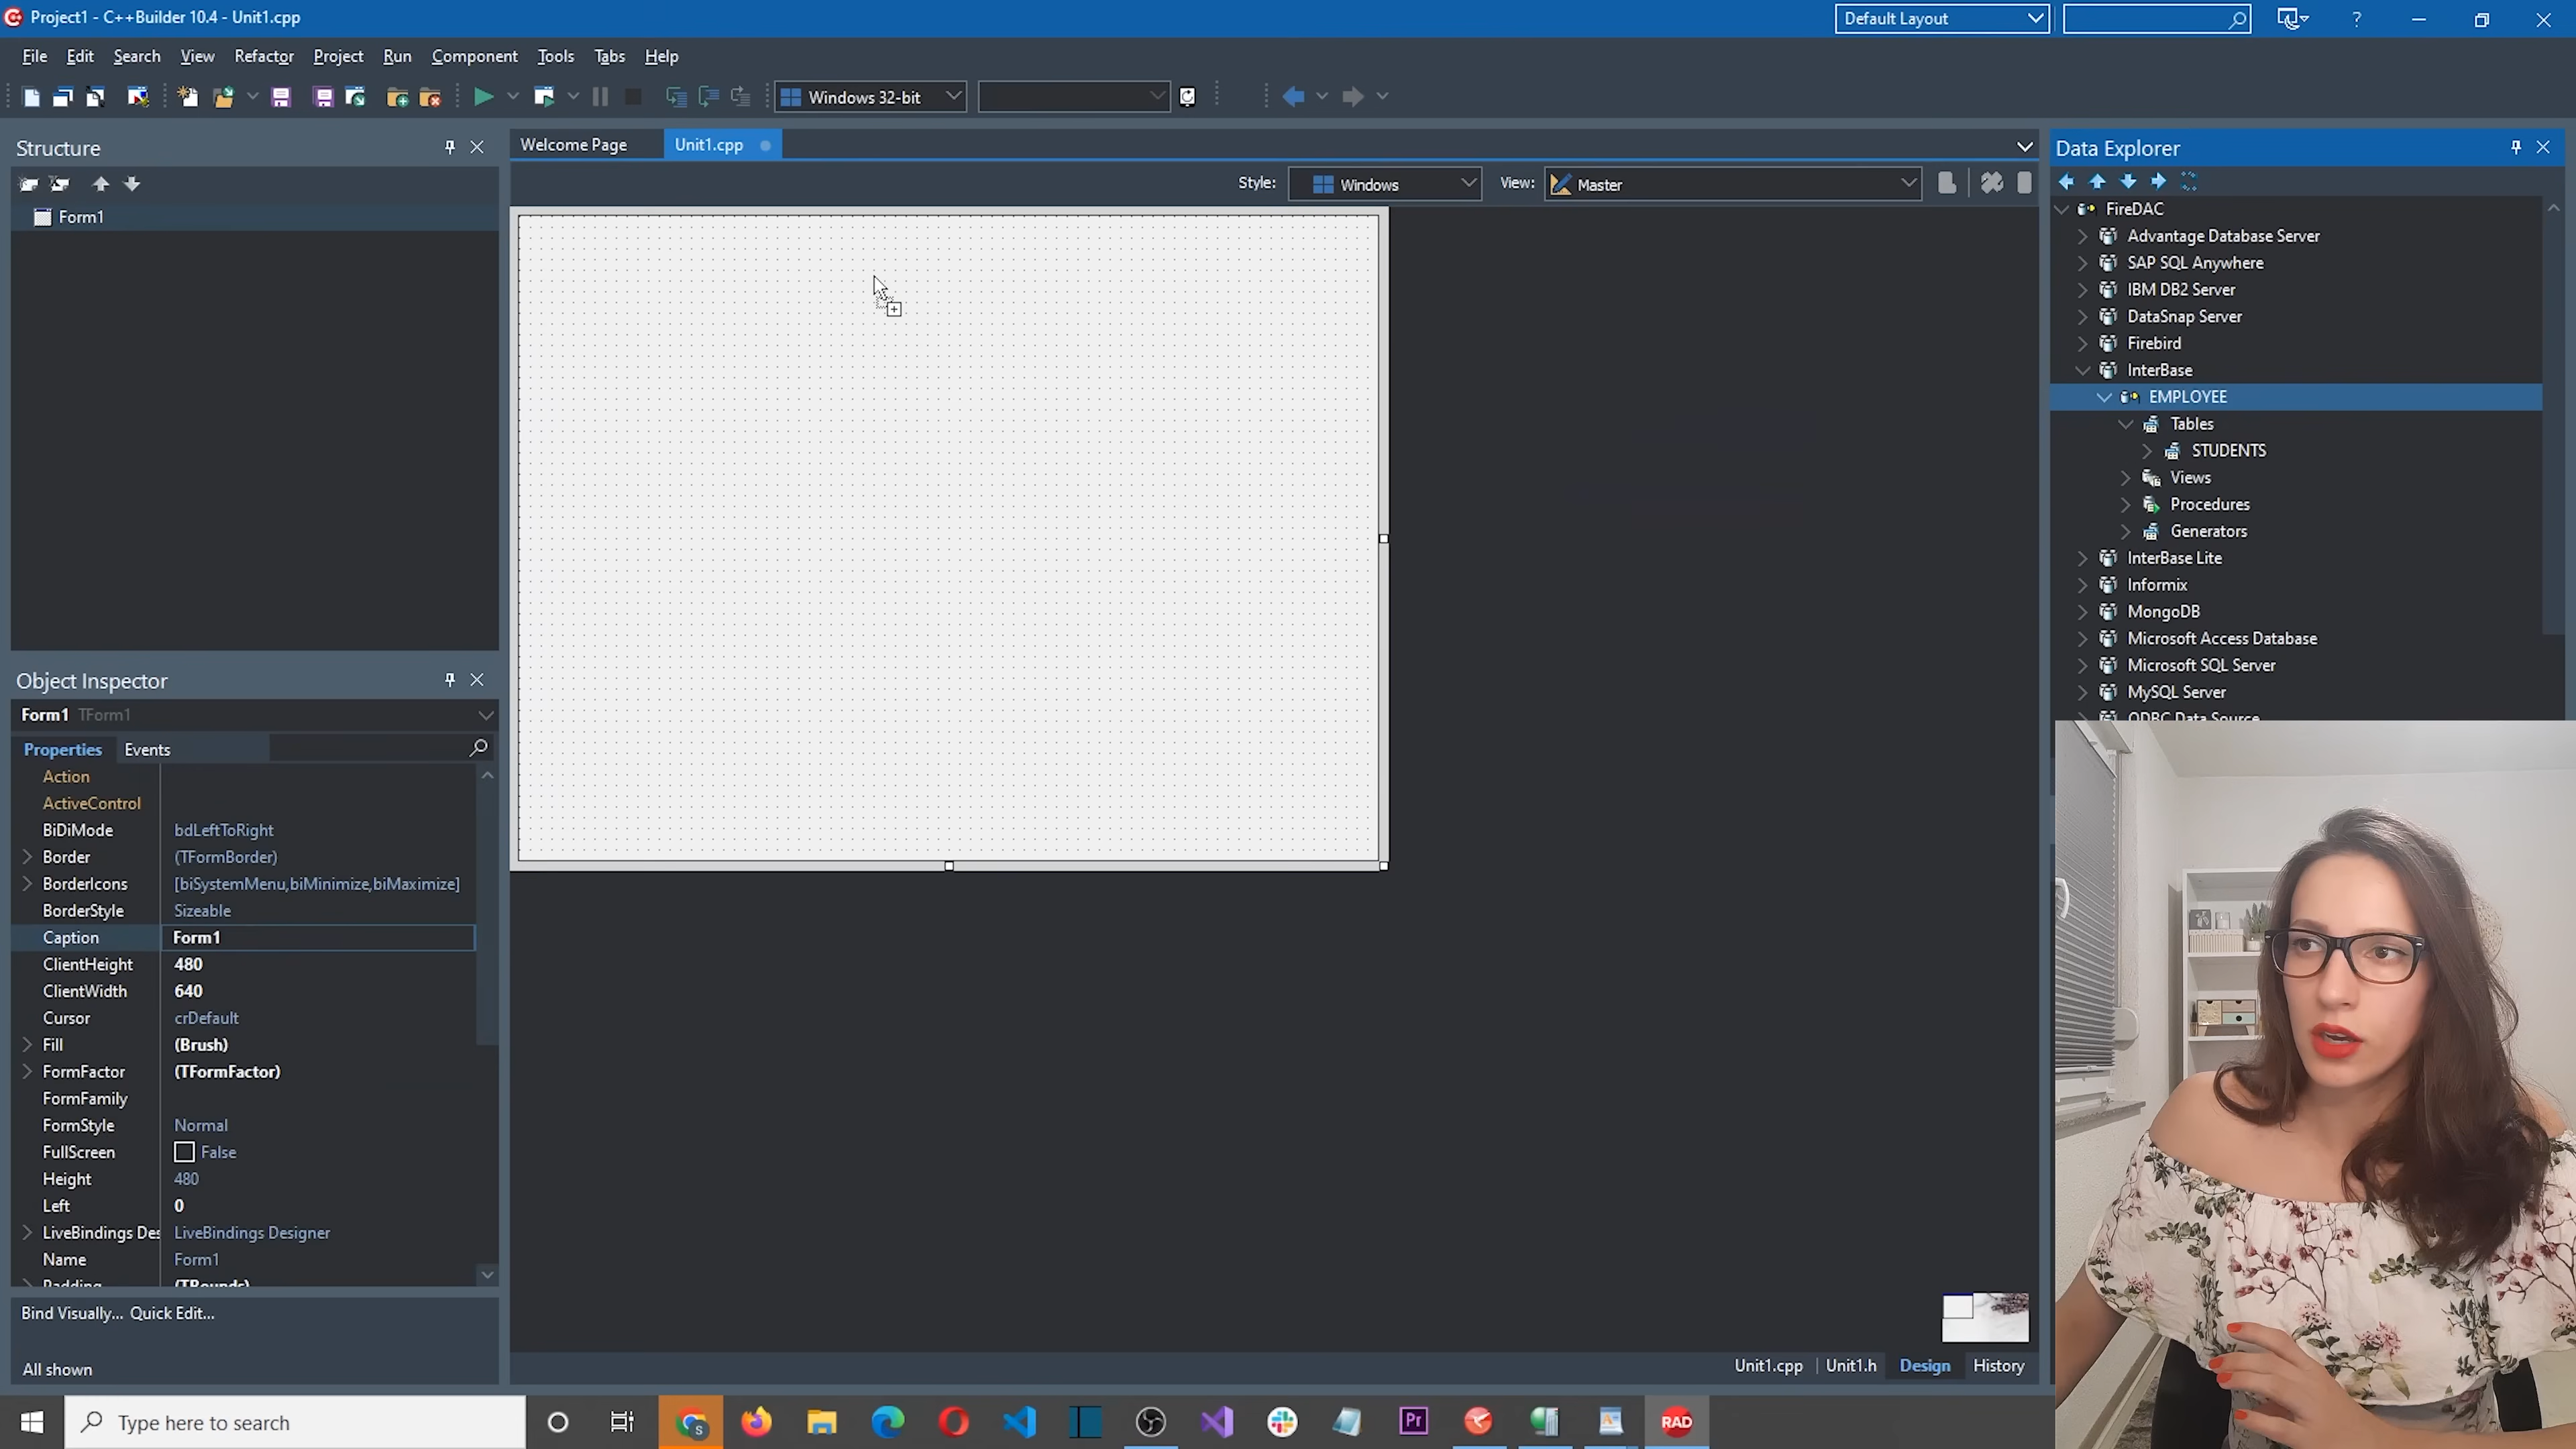 Project1 - C++Builder 10.4 - Unit1.cpp
Default Layout
?
File Edit Search View Refactor Project Run Component Tools Tabs Help
Windows 32-bit
Structure
Form1
Welcome Page
Unit1.cpp
Style:
Windows
View:
Master
Data Explorer
FireDAC
Advantage Database Server
SAP SQL Anywhere
IBM DB2 Server
DataSnap Server
Firebird
InterBase
EMPLOYEE
Tables
STUDENTS
Views
Procedures
Generators
InterBase Lite
Informix
MongoDB
Microsoft Access Database
Microsoft SQL Server
MySQL Server
ODBC Data Source
Object Inspector
Form1 TForm1
Properties Events
Action
ActiveControl
BiDiMode bdLeftToRight
Border (TFormBorder)
BorderIcons [biSystemMenu,biMinimize,biMaximize]
BorderStyle Sizeable
Caption Form1
ClientHeight 480
ClientWidth 640
Cursor crDefault
Fill (Brush)
FormFactor (TFormFactor)
FormFamily
FormStyle Normal
FullScreen False
Height 480
Left 0
LiveBindings Des LiveBindings Designer
Name Form1
Padding (TBounds)
Bind Visually... Quick Edit...
All shown
Unit1.cpp Unit1.h Design History
Type here to search
S
Pr
RAD